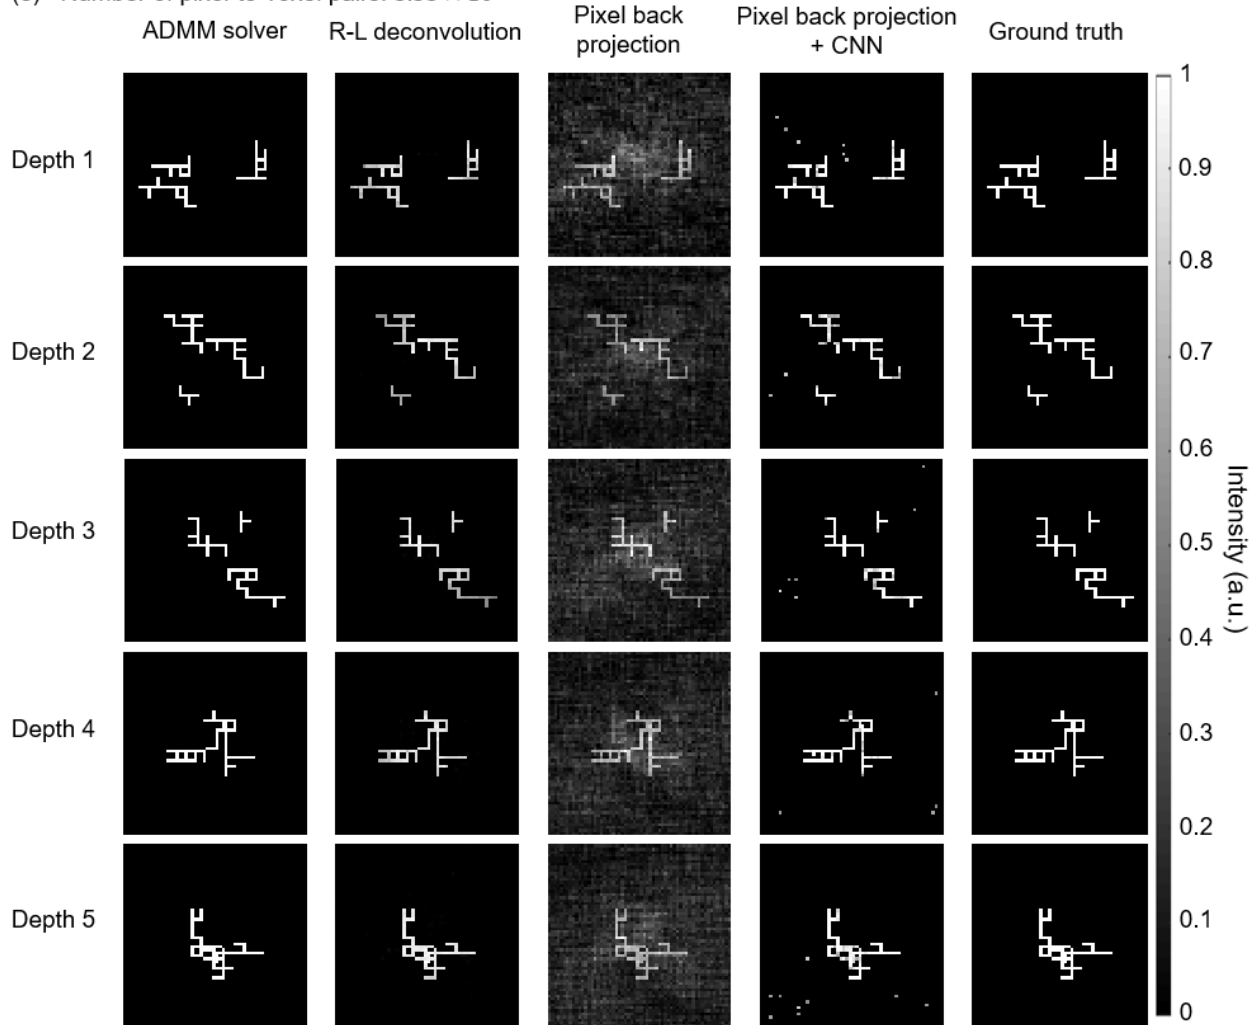 ADMM solver
R-L deconvolution
Pixel back
projection
Pixel back projection
+ CNN
Ground truth
Depth 1
Depth 2
Depth 3
Depth 4
Depth 5
1
0.9
0.8
0.7
0.6
0.5
0.4
0.3
0.2
0.1
0
Intensity (a.u.)